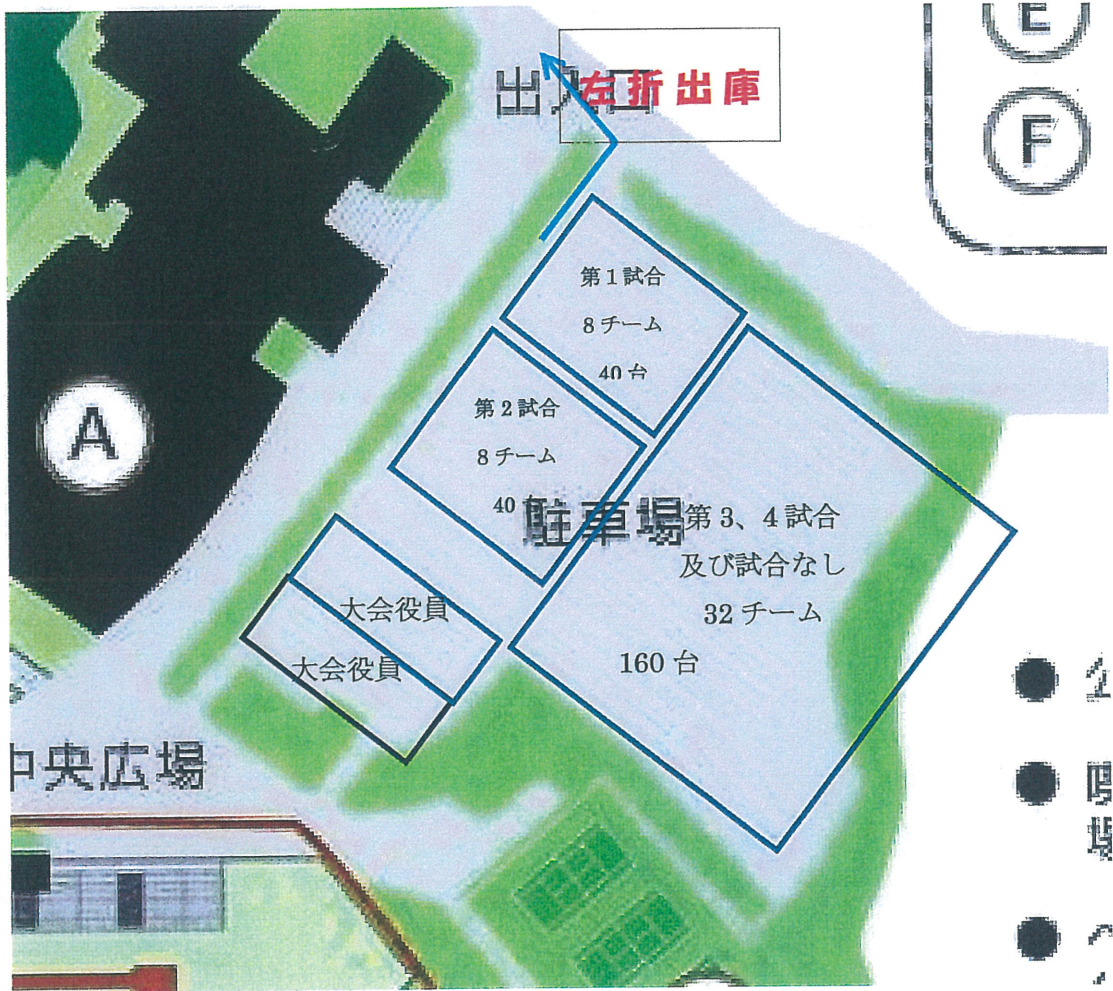 E
F
出入口
左折出庫
第1試合
8チーム
40台
第2試合
8チーム
40
駐車場
第3、4試合
及び試合なし
32チーム
160台
大会役員
大会役員
A
中央広場
場